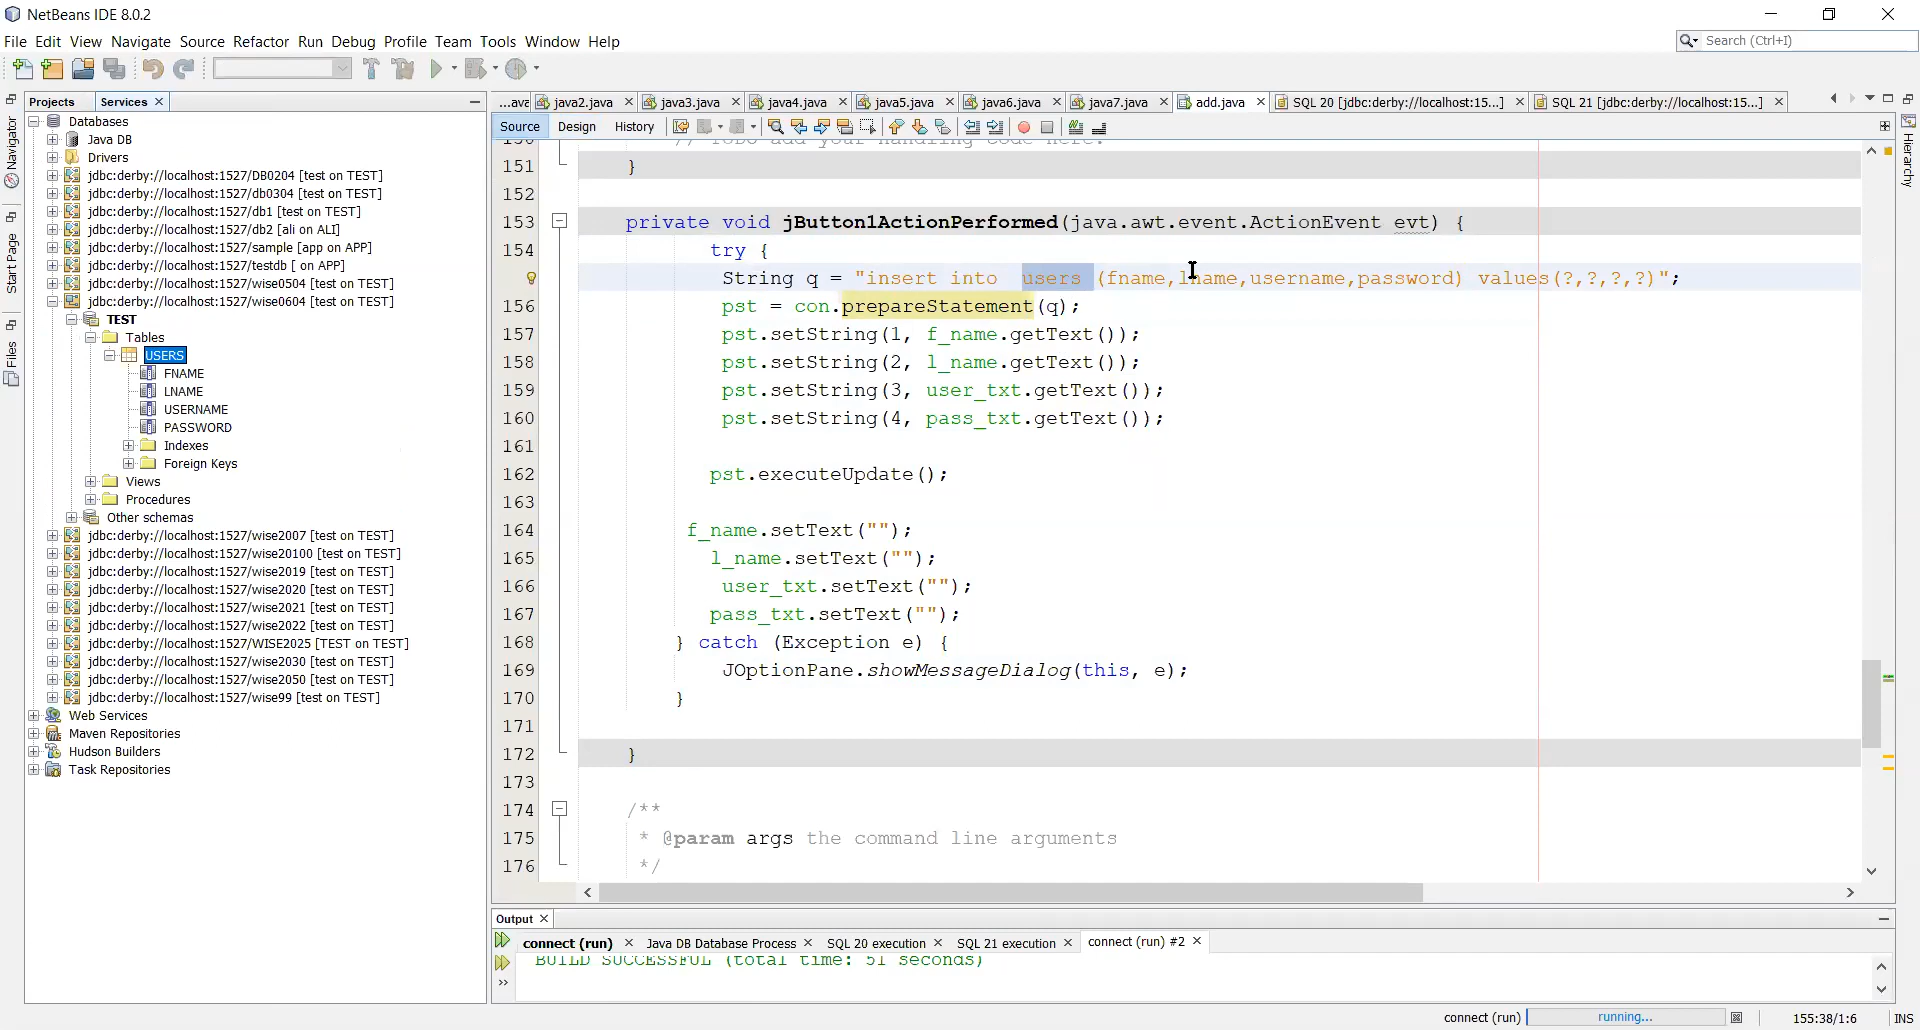 NetBeans IDE 8.0.2
File Edit View Navigate Source Refactor Run Debug Profile Team Tools Window Help
Search (Ctrl+I)
Projects
Services
Navigator
Start Page
Files
Databases
Java DB
Drivers
jdbc:derby://localhost:1527/DB0204 [test on TEST]
jdbc:derby://localhost:1527/db0304 [test on TEST]
jdbc:derby://localhost:1527/db1 [test on TEST]
jdbc:derby://localhost:1527/db2 [ali on ALI]
jdbc:derby://localhost:1527/sample [app on APP]
jdbc:derby://localhost:1527/testdb [ on APP]
jdbc:derby://localhost:1527/wise0504 [test on TEST]
jdbc:derby://localhost:1527/wise0604 [test on TEST]
TEST
Tables
USERS
FNAME
LNAME
USERNAME
PASSWORD
Indexes
Foreign Keys
Views
Procedures
Other schemas
jdbc:derby://localhost:1527/wise2007 [test on TEST]
jdbc:derby://localhost:1527/wise20100 [test on TEST]
jdbc:derby://localhost:1527/wise2019 [test on TEST]
jdbc:derby://localhost:1527/wise2020 [test on TEST]
jdbc:derby://localhost:1527/wise2021 [test on TEST]
jdbc:derby://localhost:1527/wise2022 [test on TEST]
jdbc:derby://localhost:1527/WISE2025 [TEST on TEST]
jdbc:derby://localhost:1527/wise2030 [test on TEST]
jdbc:derby://localhost:1527/wise2050 [test on TEST]
jdbc:derby://localhost:1527/wise99 [test on TEST]
Web Services
Maven Repositories
Hudson Builders
Task Repositories
...ava java2.java java3.java java4.java java5.java java6.java java7.java add.java SQL 20 [jdbc:derby://localhost:15...] SQL 21 [jdbc:derby://localhost:15...]
Source Design History
Hierarchy
150 // TODO add your handling code here:
151 }
152
153 private void jButton1ActionPerformed(java.awt.event.ActionEvent evt) {
154 try {
String q = "insert into users (fname,lname,username,password) values(?,?,?,?)";
156 pst = con.prepareStatement(q);
157 pst.setString(1, f_name.getText());
158 pst.setString(2, l_name.getText());
159 pst.setString(3, user_txt.getText());
160 pst.setString(4, pass_txt.getText());
161
162 pst.executeUpdate();
163
164 f_name.setText("");
165 l_name.setText("");
166 user_txt.setText("");
167 pass_txt.setText("");
168 } catch (Exception e) {
169 JOptionPane.showMessageDialog(this, e);
170 }
171
172 }
173
174 /**
175 * @param args the command line arguments
176 */
Output
connect (run) Java DB Database Process SQL 20 execution SQL 21 execution connect (run) #2
BUILD SUCCESSFUL (total time: 51 seconds)
connect (run) running... 155:38/1:6 INS